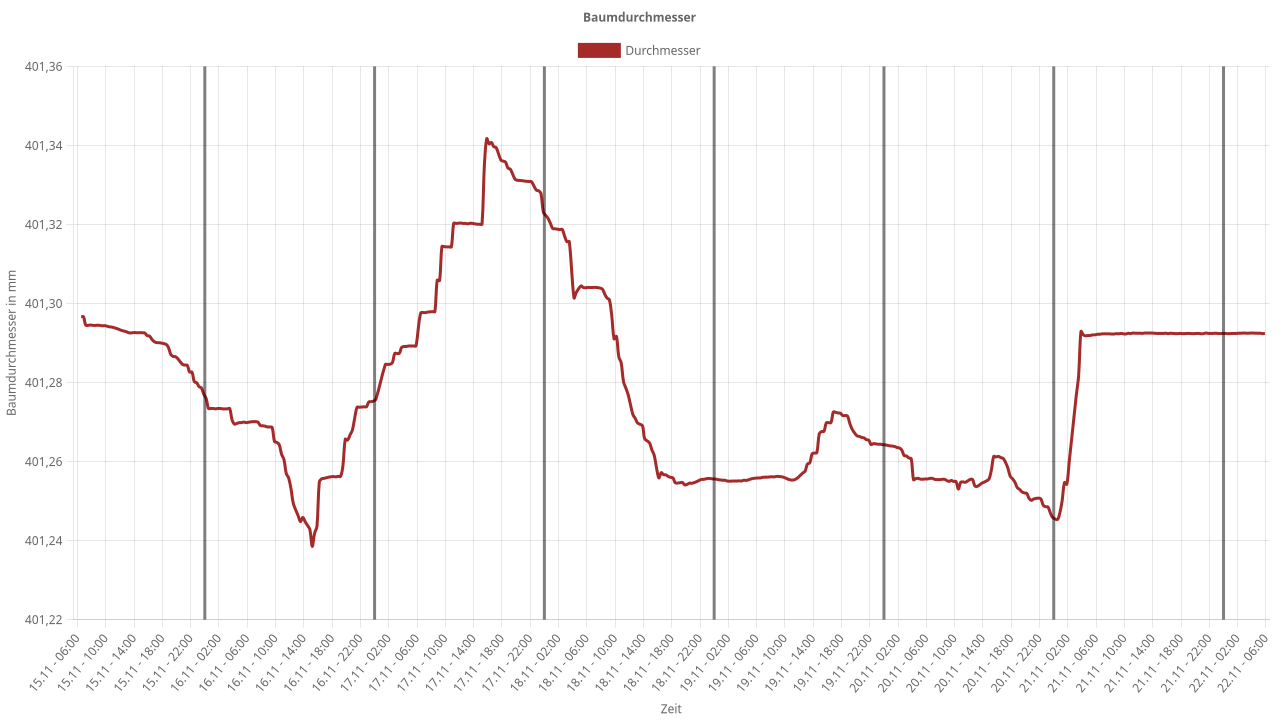 Baumdurchmesser
Durchmesser
Baumdurchmesser in mm
401,36
401,34
401,32
401,30
401,28
401,26
401,24
401,22
15.11 - 06:00
15.11 - 10:00
15.11 - 14:00
15.11 - 18:00
15.11 - 22:00
16.11 - 02:00
16.11 - 06:00
16.11 - 10:00
16.11 - 14:00
16.11 - 18:00
16.11 - 22:00
17.11 - 02:00
17.11 - 06:00
17.11 - 10:00
17.11 - 14:00
17.11 - 18:00
17.11 - 22:00
18.11 - 02:00
18.11 - 06:00
18.11 - 10:00
18.11 - 14:00
18.11 - 18:00
18.11 - 22:00
19.11 - 02:00
19.11 - 06:00
19.11 - 10:00
19.11 - 14:00
19.11 - 18:00
19.11 - 22:00
20.11 - 02:00
20.11 - 06:00
20.11 - 10:00
20.11 - 14:00
20.11 - 18:00
20.11 - 22:00
21.11 - 02:00
21.11 - 06:00
21.11 - 10:00
21.11 - 14:00
21.11 - 18:00
21.11 - 22:00
22.11 - 02:00
22.11 - 06:00
Zeit